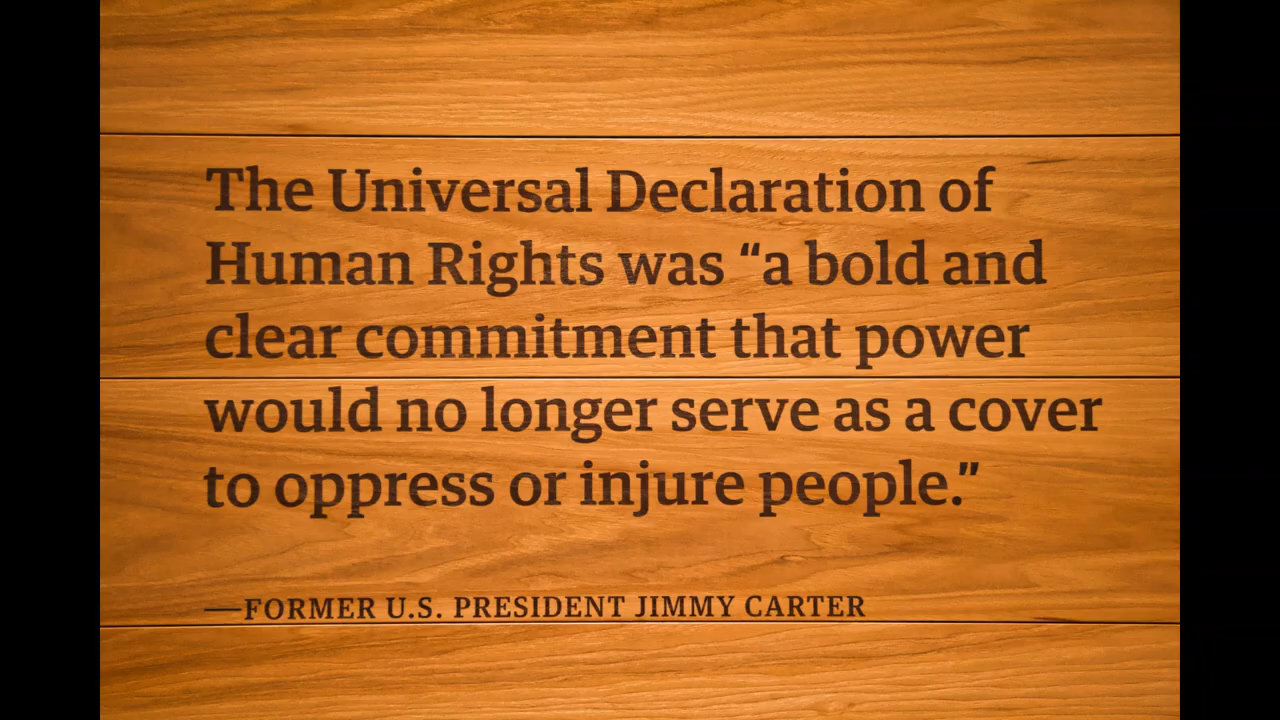 The Universal Declaration of
Human Rights was “a bold and
clear commitment that power
would no longer serve as a cover
to oppress or injure people.”
—FORMER U.S. PRESIDENT JIMMY CARTER